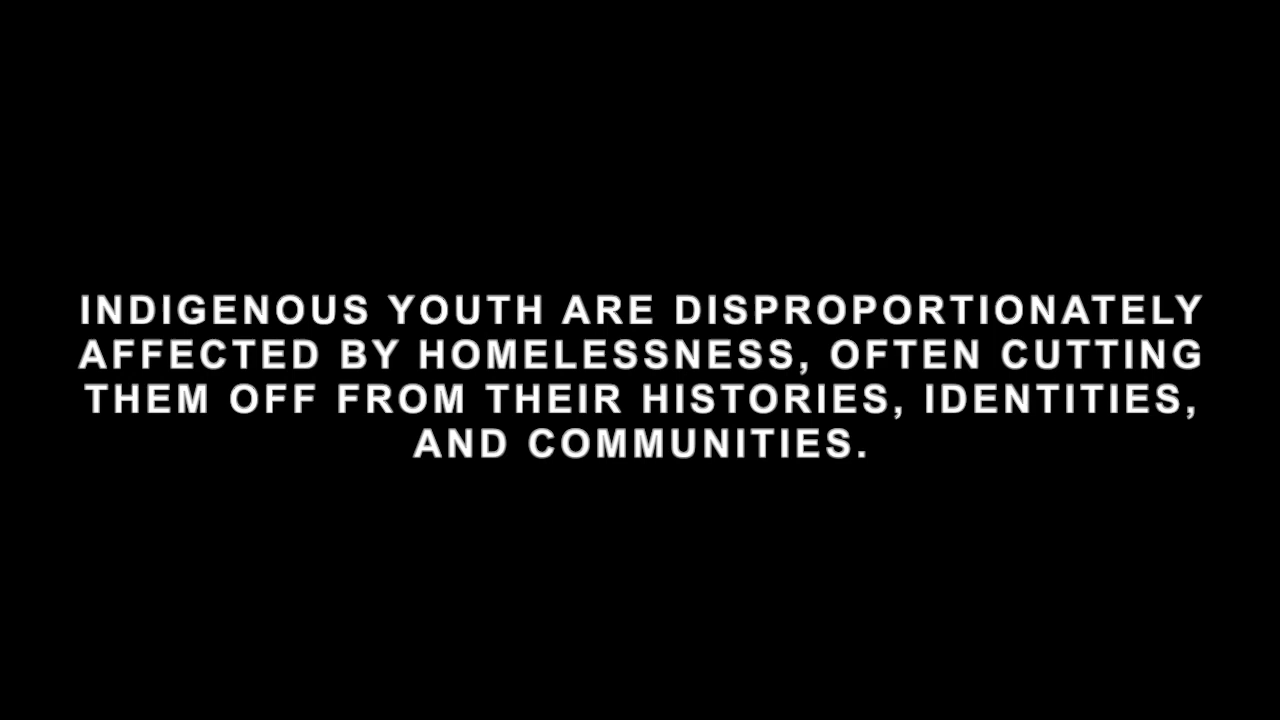 INDIGENOUS YOUTH ARE DISPROPORTIONATELY
AFFECTED BY HOMELESSNESS, OFTEN CUTTING
THEM OFF FROM THEIR HISTORIES, IDENTITIES,
AND COMMUNITIES.